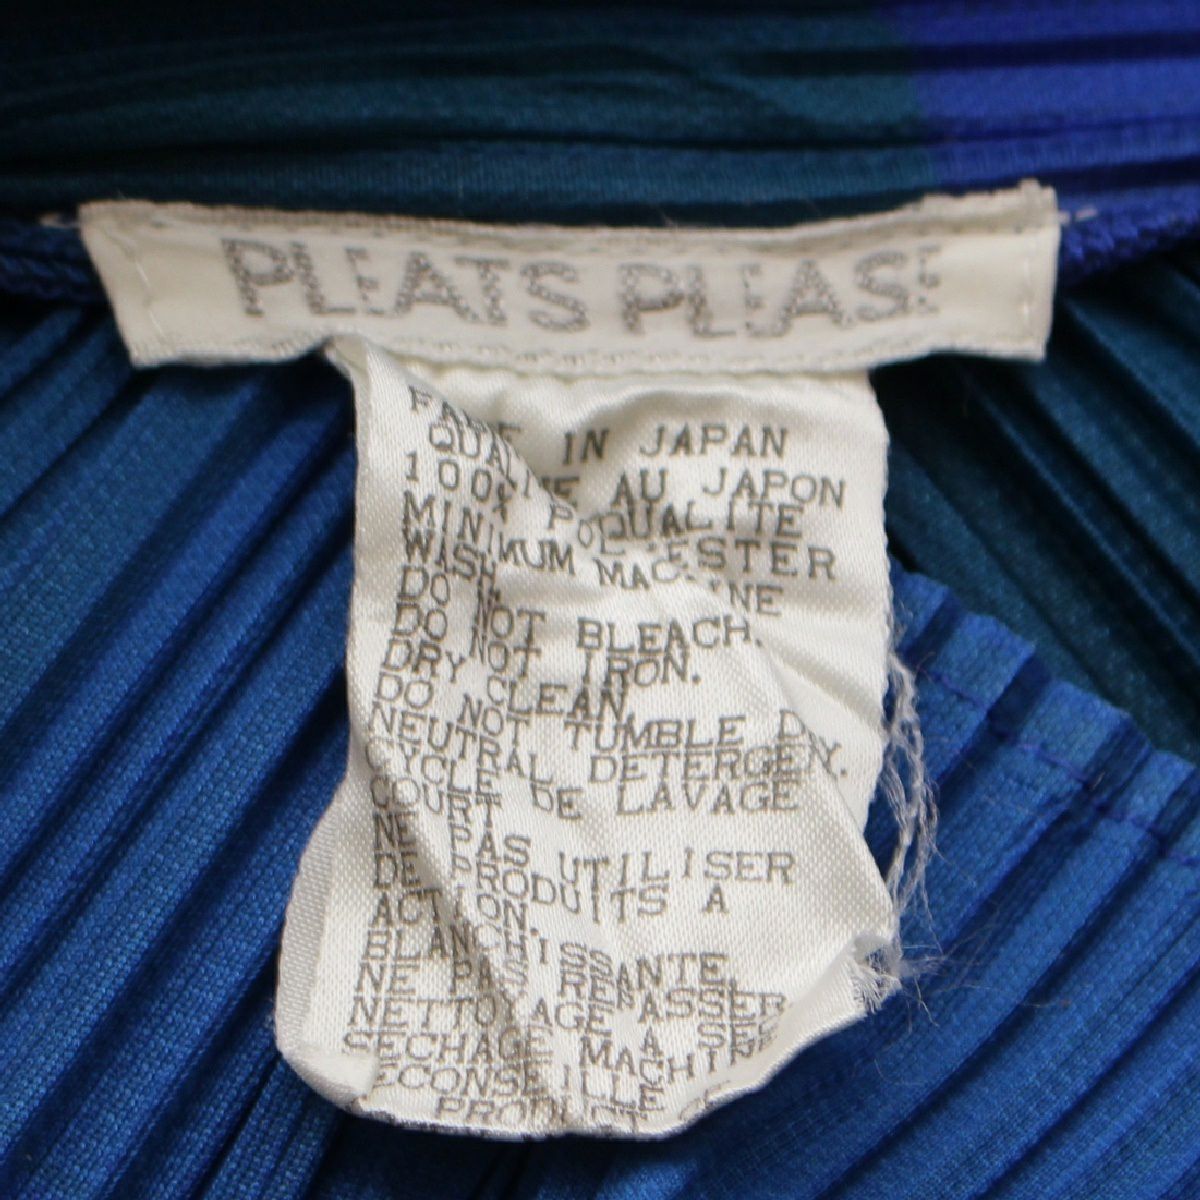 PLEATS PLEASE
IN JAPAN
AU JAPON
QUALITE
100%
MINIMUM MACHINE
WASH
DO NOT BLEACH.
DO NOT IRON.
DRY CLEAN
DO NOT TUMBLE DRY.
NEUTRAL DETERGENT.
CYCLE DE LAVAGE
COURT
NE PAS UTILISER
DE PRODUITS A
ACTION
BLANCHISSANTE
NE PAS REPASSER
NETTOYAGE A SEC
SECHAGE MACHINE
DECONSEILLE
PRODUIT